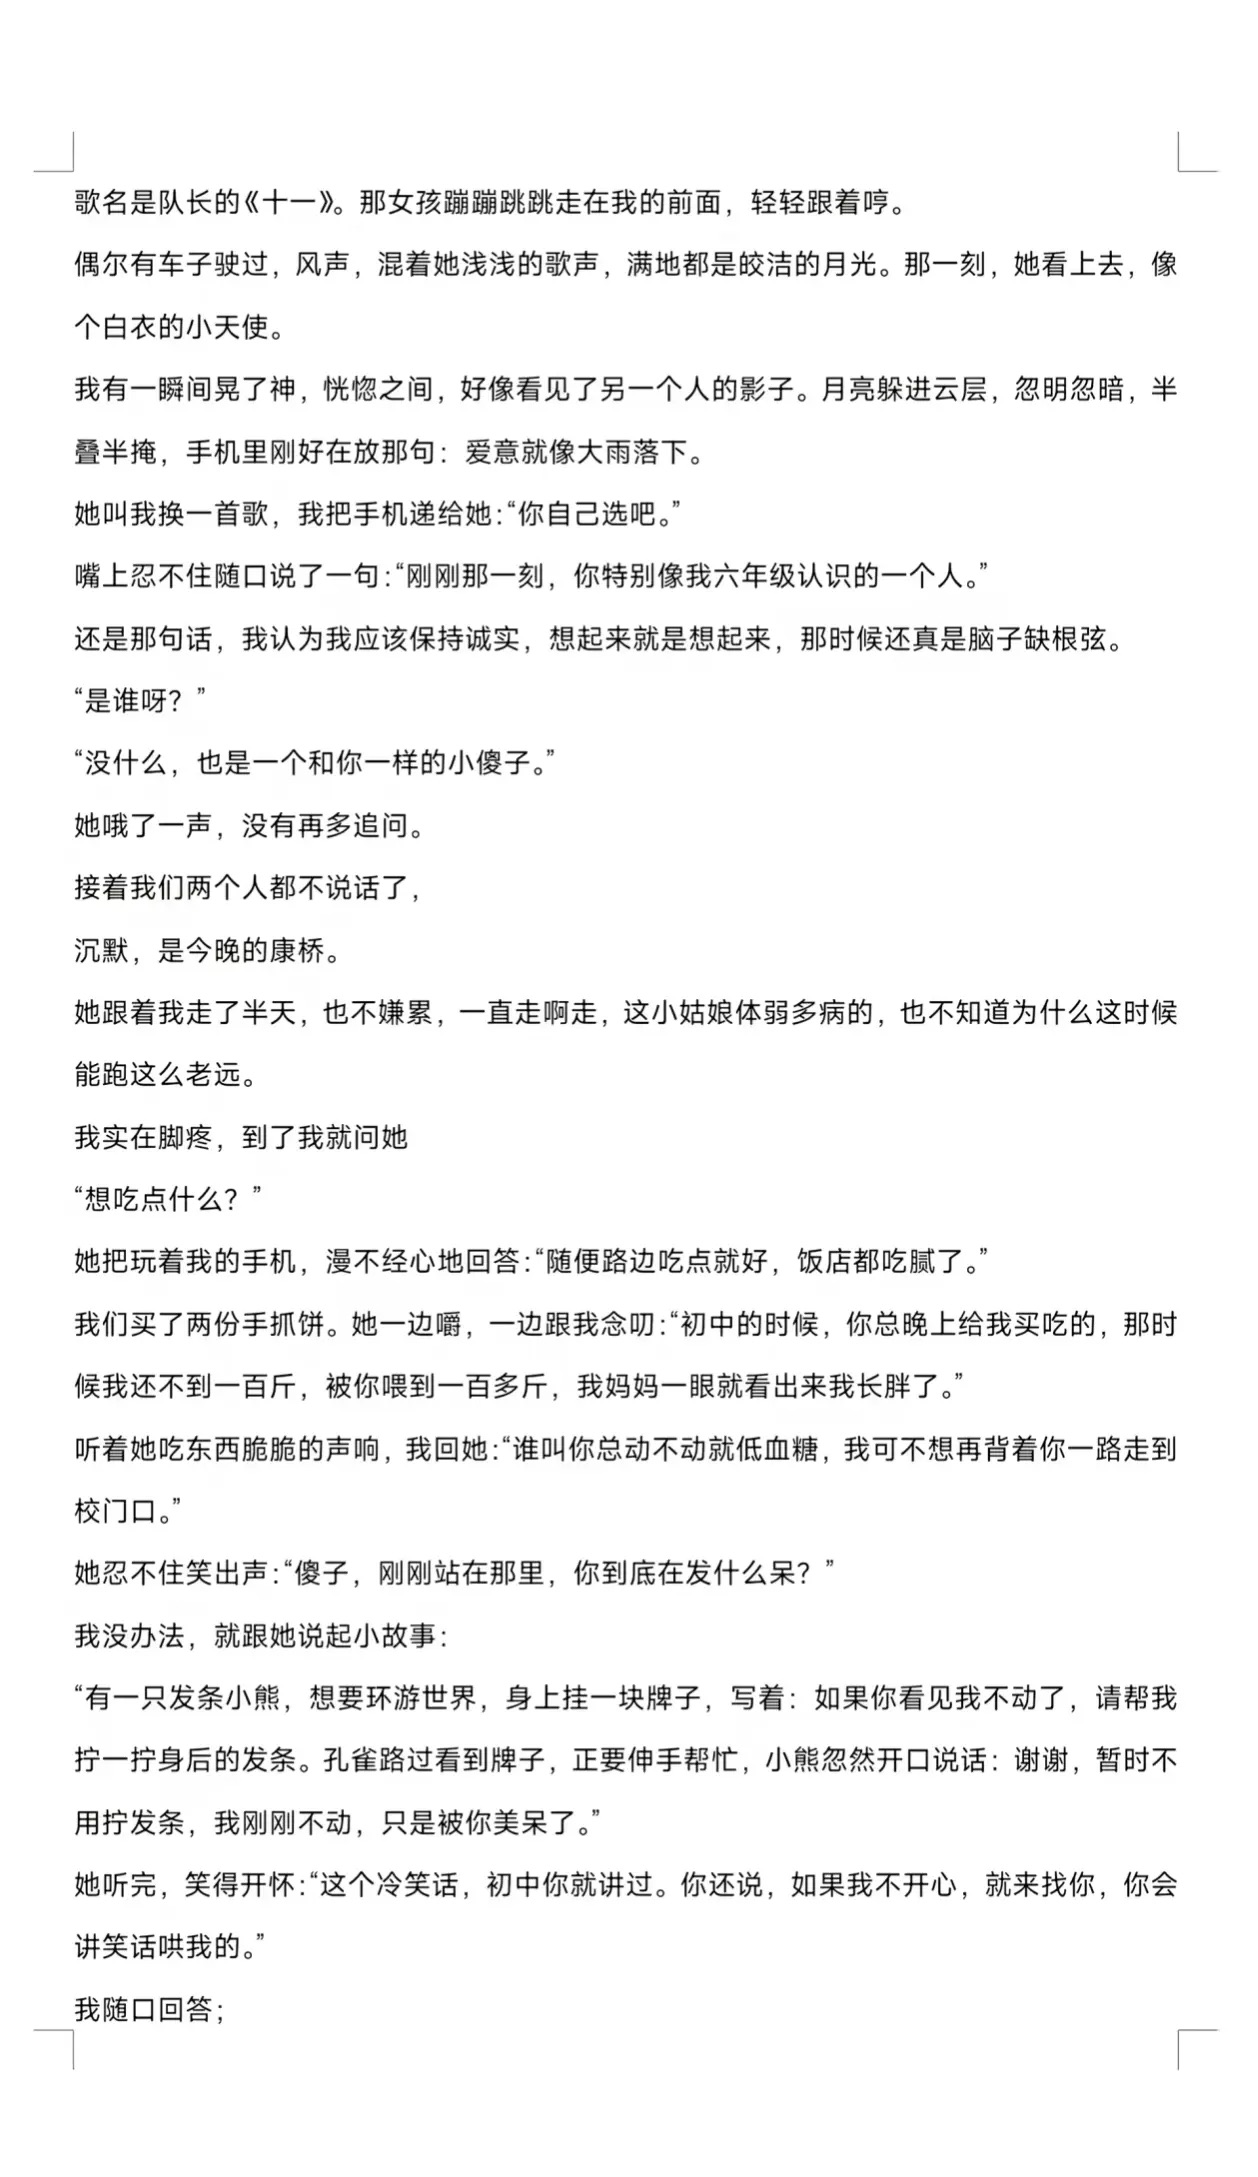 歌名是队长的《十一》。那女孩蹦蹦跳跳走在我的前面，轻轻跟着哼。
偶尔有车子驶过，风声，混着她浅浅的歌声，满地都是皎洁的月光。那一刻，她看上去，像
个白衣的小天使。
我有一瞬间晃了神，恍惚之间，好像看见了另一个人的影子。月亮躲进云层，忽明忽暗，半
叠半掩，手机里刚好在放那句：爱意就像大雨落下。
她叫我换一首歌，我把手机递给她：“你自己选吧。”
嘴上忍不住随口说了一句：“刚刚那一刻，你特别像我六年级认识的一个人。”
还是那句话，我认为我应该保持诚实，想起来就是想起来，那时候还真是脑子缺根弦。
“是谁呀？”
“没什么，也是一个和你一样的小傻子。”
她哦了一声，没有再多追问。
接着我们两个人都不说话了，
沉默，是今晚的康桥。
她跟着我走了半天，也不嫌累，一直走啊走，这小姑娘体弱多病的，也不知道为什么这时候
能跑这么老远。
我实在脚疼，到了我就问她
“想吃点什么？”
她把玩着我的手机，漫不经心地回答：“随便路边吃点就好，饭店都吃腻了。”
我们买了两份手抓饼。她一边嚼，一边跟我念叨：“初中的时候，你总晚上给我买吃的，那时
候我还不到一百斤，被你喂到一百多斤，我妈妈一眼就看出来我长胖了。”
听着她吃东西脆脆的声响，我回她：“谁叫你总动不动就低血糖，我可不想再背着你一路走到
校门口。”
她忍不住笑出声：“傻子，刚刚站在那里，你到底在发什么呆？”
我没办法，就跟她说起小故事：
“有一只发条小熊，想要环游世界，身上挂一块牌子，写着：如果你看见我不动了，请帮我
拧一拧身后的发条。孔雀路过看到牌子，正要伸手帮忙，小熊忽然开口说话：谢谢，暂时不
用拧发条，我刚刚不动，只是被你美呆了。”
她听完，笑得开怀：“这个冷笑话，初中你就讲过。你还说，如果我不开心，就来找你，你会
讲笑话哄我的。”
我随口回答；